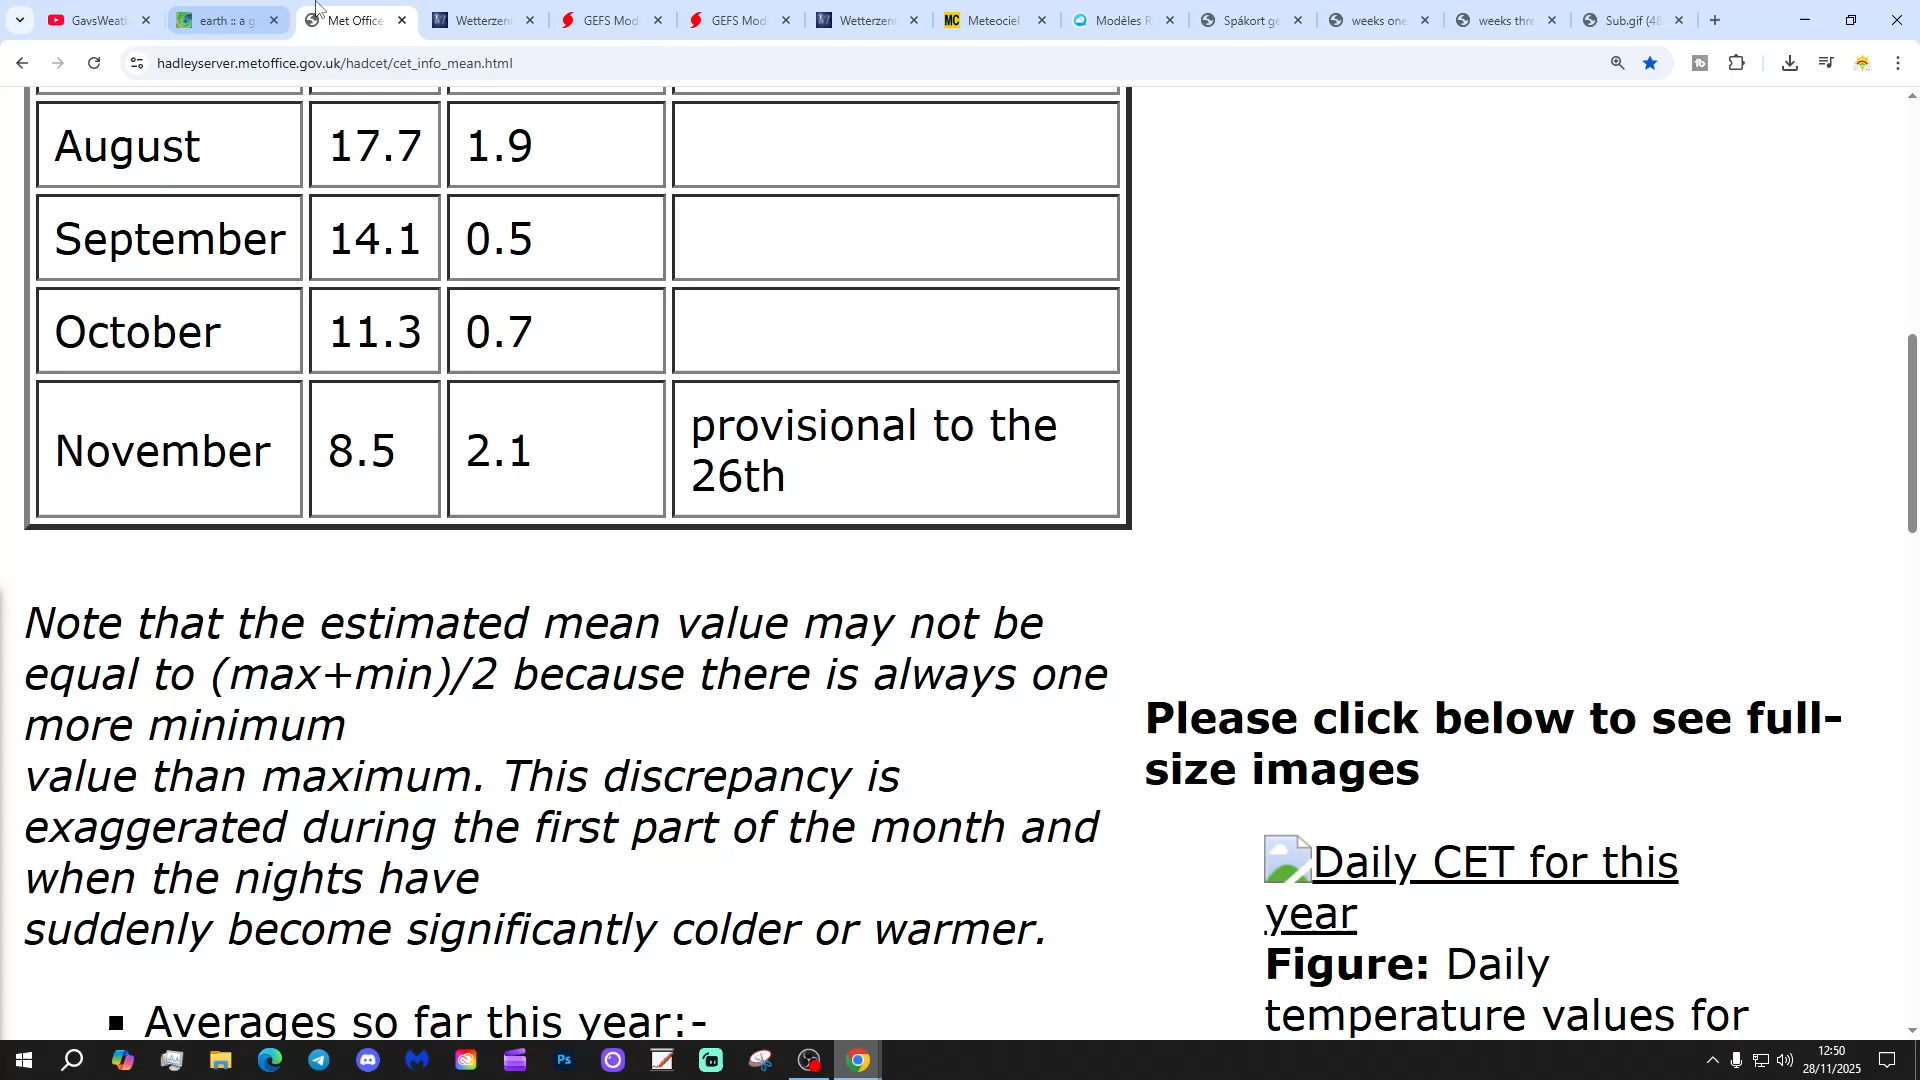 GavsWeath
earth :: a g
Met Office
Wetterzent
GEFS Mod
GEFS Mod
Wetterzent
MC Meteociel
Modèles R
Spákort ge
weeks one
weeks thre
Sub.gif (48
hadleyserver.metoffice.gov.uk/hadcet/cet_info_mean.html
August 17.7 1.9
September 14.1 0.5
October 11.3 0.7
November 8.5 2.1 provisional to the
26th
Note that the estimated mean value may not be
equal to (max+min)/2 because there is always one
more minimum
value than maximum. This discrepancy is
exaggerated during the first part of the month and
when the nights have
suddenly become significantly colder or warmer.
▪ Averages so far this year:-
Please click below to see full-
size images
Daily CET for this
year
Figure: Daily
temperature values for
Ps
12:50
28/11/2025